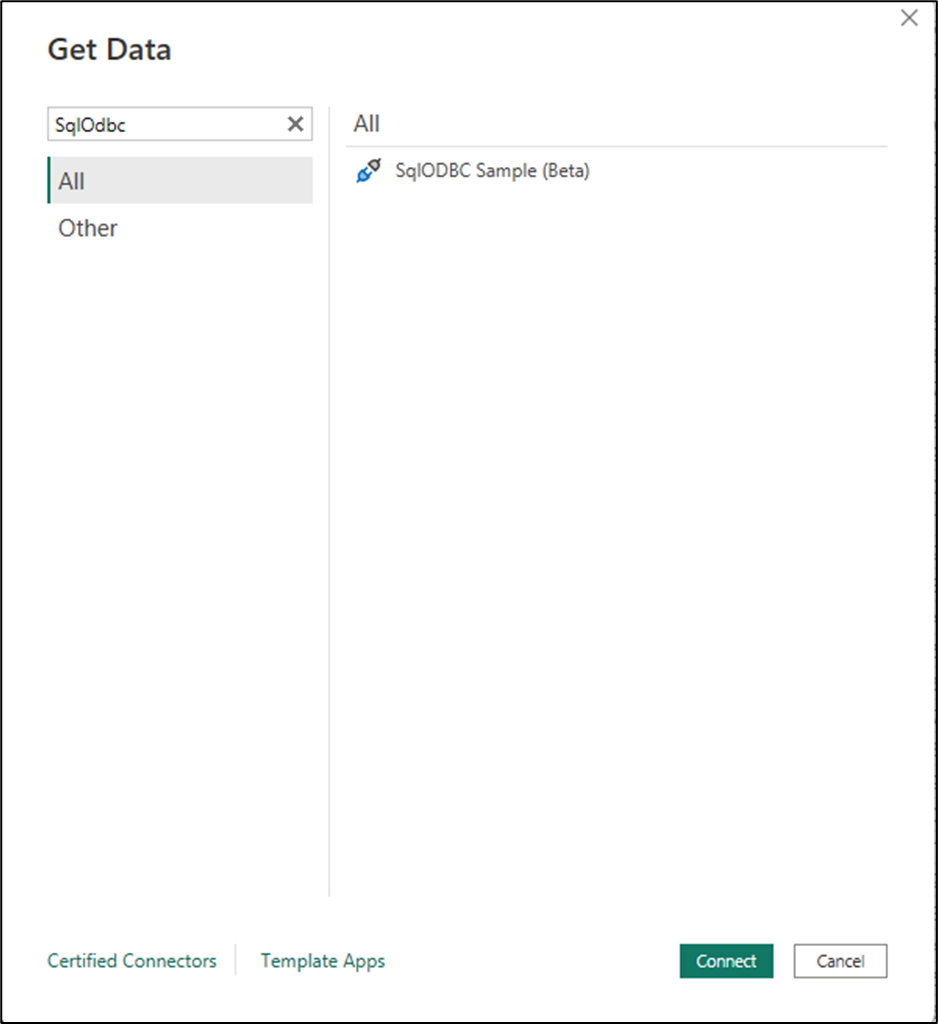 Get Data
SqlOdbc
All
Other
All
SqlODBC Sample (Beta)
Certified Connectors
Template Apps
Connect
Cancel